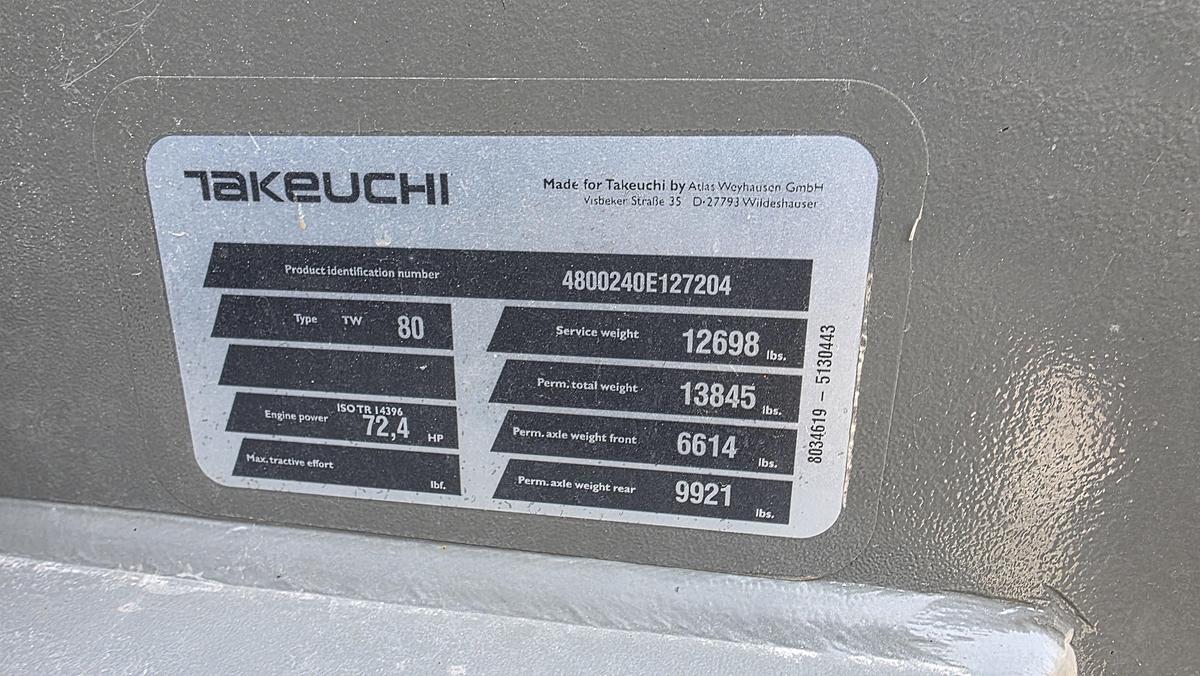 TAKEUCHI
Made for Takeuchi by Atlas Weyhausen GmbH
Visbeker Straße 35 D-27793 Wildeshauser
Product identification number 4800240E127204
Type TW 80
Service weight 12698 lbs.
Perm. total weight 13845 lbs.
Engine power ISO TR 14396 72,4 HP
Perm. axle weight front 6614 lbs.
Max. tractive effort lbf.
Perm. axle weight rear 9921 lbs.
8034619 – 5130443